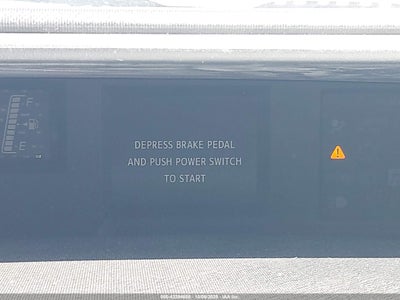 F
DEPRESS BRAKE PEDAL
AND PUSH POWER SWITCH
TO START
E